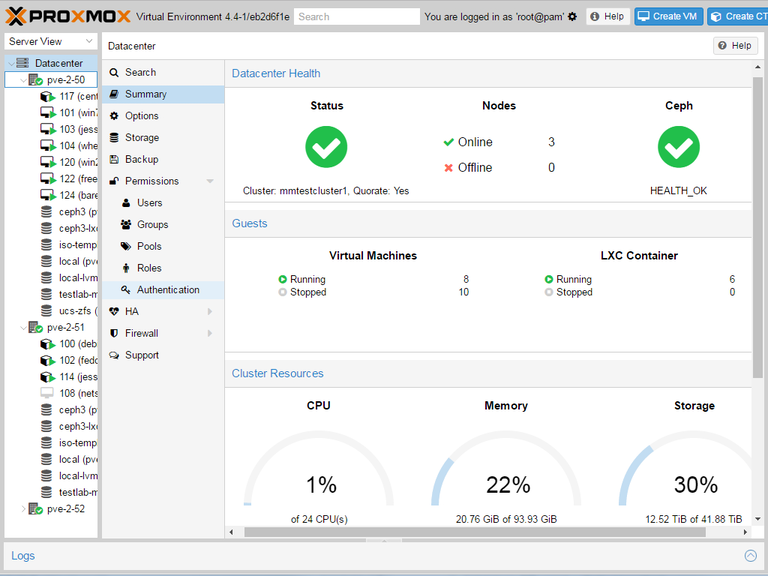 PROXMOX Virtual Environment 4.4-1/eb2d6f1e Search You are logged in as 'root@pam' Help Create VM Create CT
Server View
Datacenter
Help
Datacenter
pve-2-50
117 (cent
101 (win7
103 (jess
104 (whe
120 (win2
122 (free
124 (bare
ceph3 (p
ceph3-lxc
iso-temp
local (pve
local-lvm
testlab-m
ucs-zfs (
pve-2-51
100 (deb
102 (fedo
114 (jess
108 (nets
ceph3 (p
ceph3-lxc
iso-temp
local (pve
local-lvm
testlab-m
pve-2-52
Search
Summary
Options
Storage
Backup
Permissions
Users
Groups
Pools
Roles
Authentication
HA
Firewall
Support
Datacenter Health
Status Nodes Ceph
Online 3
Offline 0
Cluster: mmtestcluster1, Quorate: Yes HEALTH_OK
Guests
Virtual Machines LXC Container
Running 8 Running 6
Stopped 10 Stopped 0
Cluster Resources
CPU Memory Storage
1% 22% 30%
of 24 CPU(s) 20.76 GiB of 93.93 GiB 12.52 TiB of 41.88 TiB
Logs